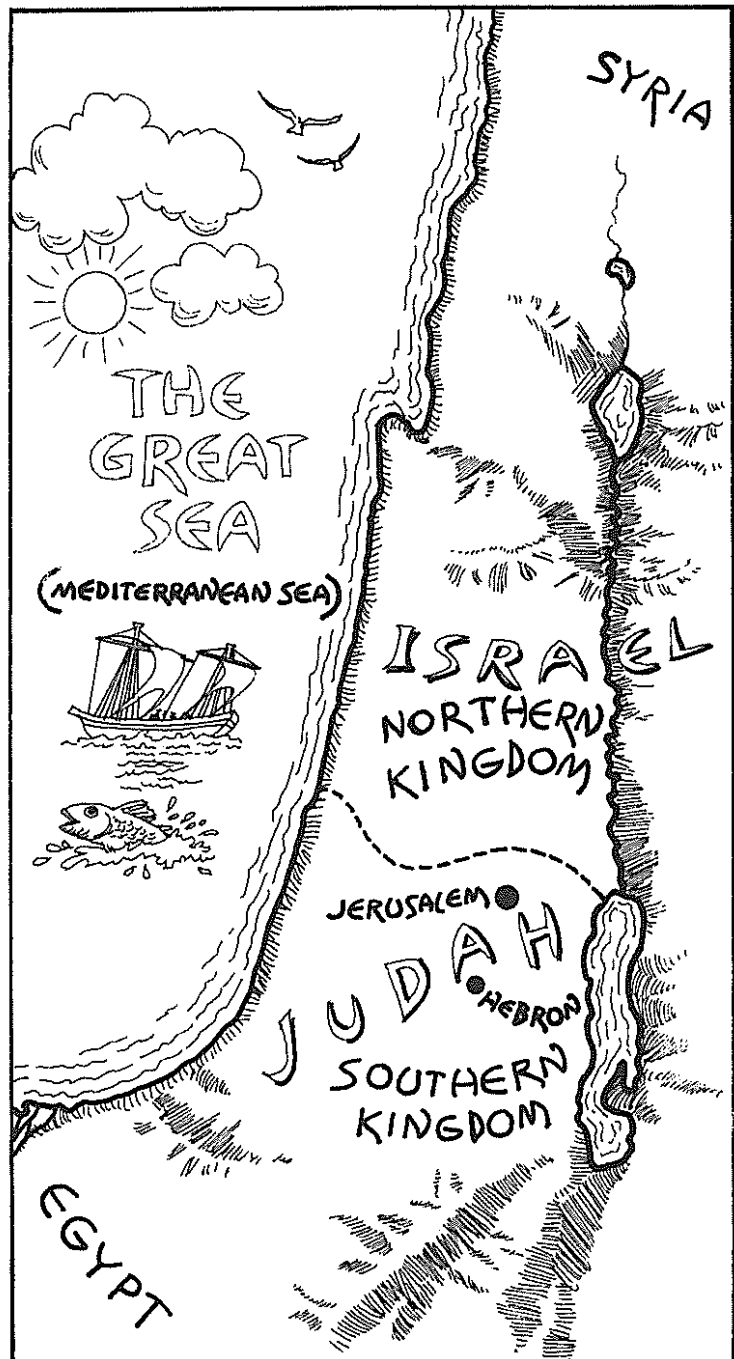 SYRIA
THE
GREAT
SEA
(MEDITERRANEAN SEA)
ISRAEL
NORTHERN
KINGDOM
JERUSALEM
JUDAH
HEBRON
SOUTHERN
KINGDOM
EGYPT